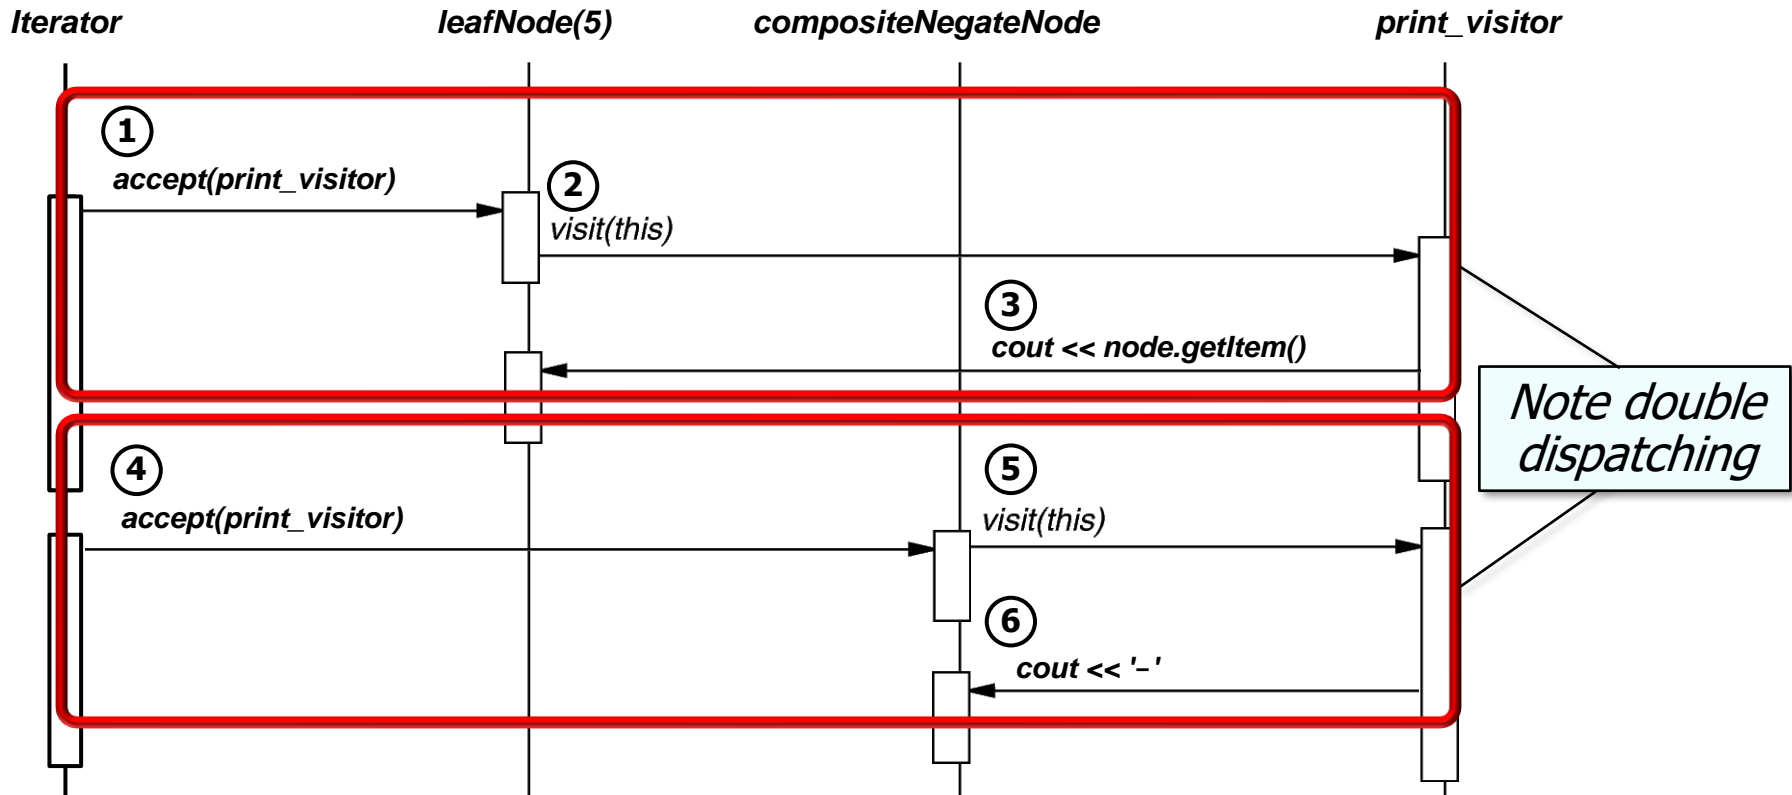 Iterator
leafNode(5)
compositeNegateNode
print_visitor
1
accept(print_visitor)
2
visit(this)
3
cout << node.getItem()
Note double
dispatching
4
accept(print_visitor)
5
visit(this)
6
cout << '–'